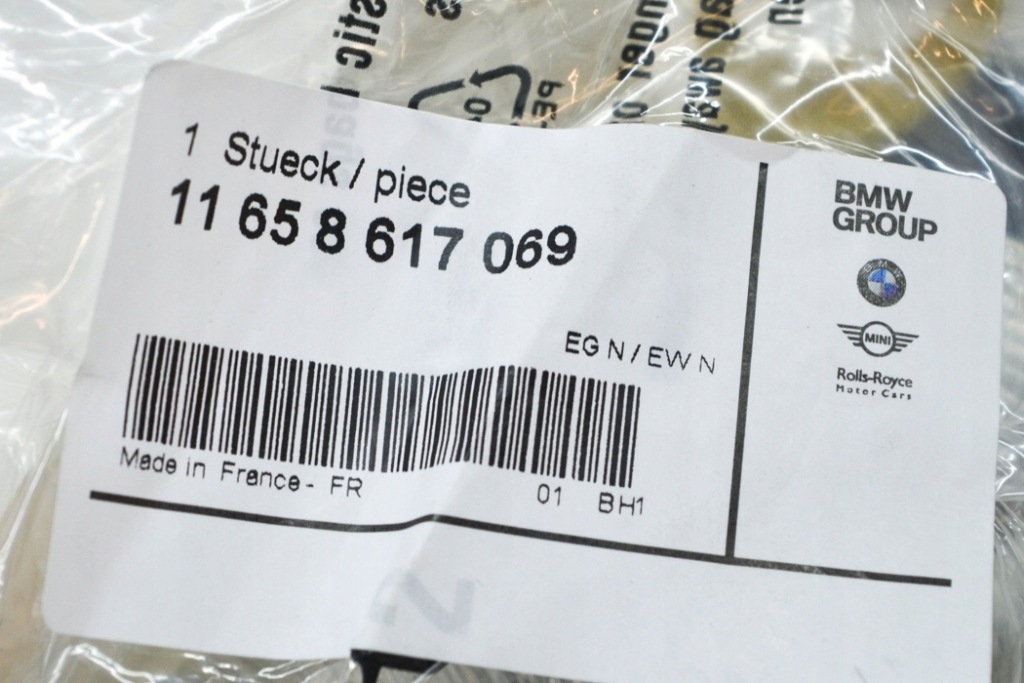 1 Stueck / piece
11 65 8 617 069
EG N / EW N
Made in France - FR
01 BH1
BMW
GROUP
BMW
MINI
Rolls-Royce
Motor Cars